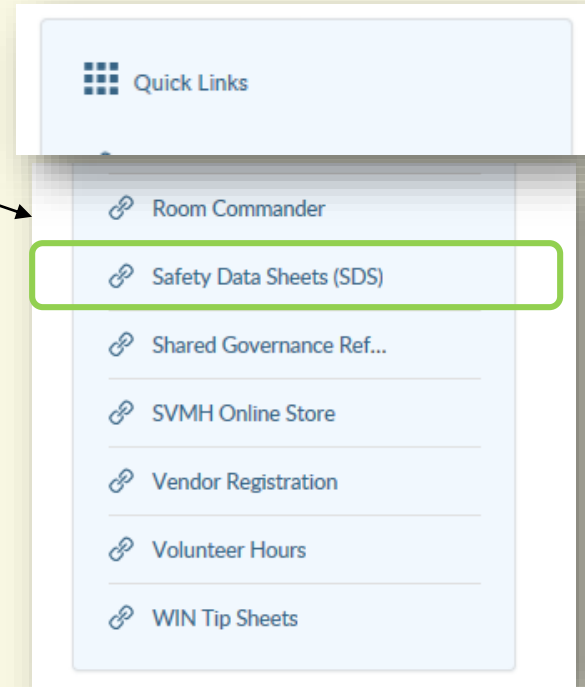 Quick Links
Room Commander
Safety Data Sheets (SDS)
Shared Governance Ref...
SVMH Online Store
Vendor Registration
Volunteer Hours
WIN Tip Sheets